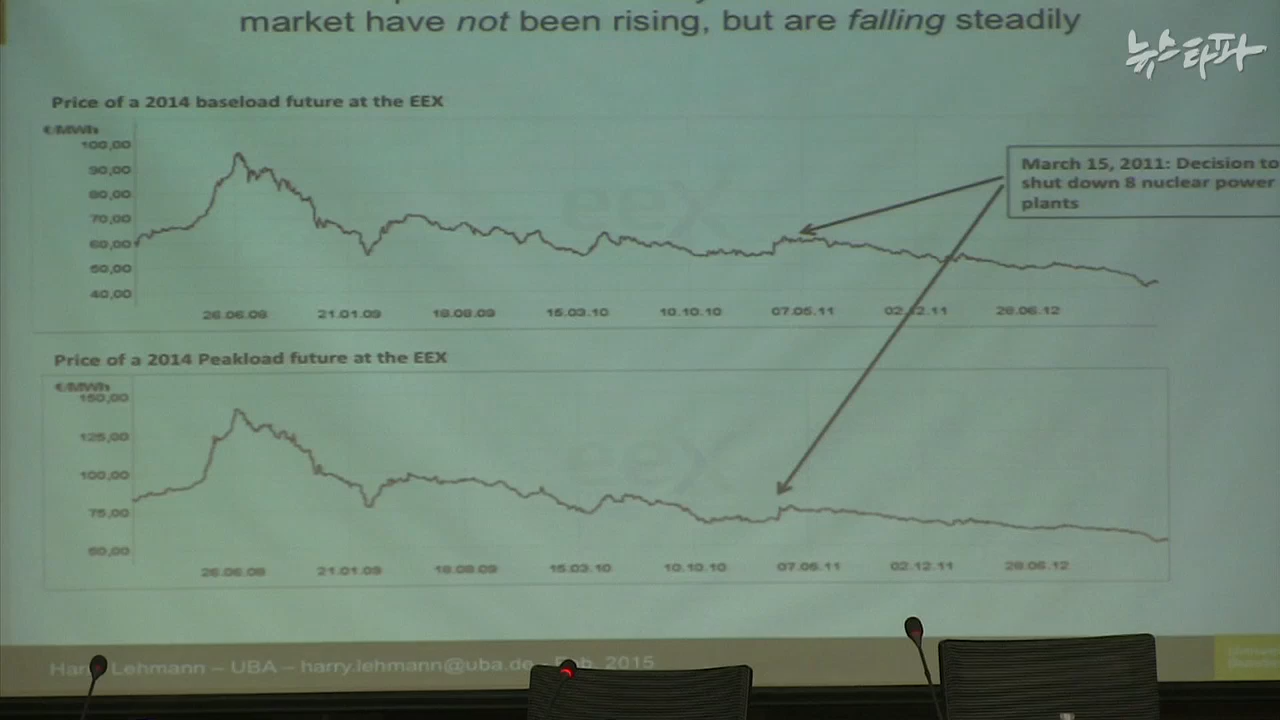 market have not been rising, but are falling steadily
뉴스타파
Price of a 2014 baseload future at the EEX
€/MWh
100,00
90,00
80,00
70,00
60,00
50,00
40,00
eex
26.06.08
21.01.09
18.08.09
15.03.10
10.10.10
07.05.11
02.12.11
28.06.12
March 15, 2011: Decision to
shut down 8 nuclear power
plants
Price of a 2014 Peakload future at the EEX
€/MWh
150,00
125,00
100,00
75,00
50,00
eex
26.06.08
21.01.09
18.08.09
15.03.10
10.10.10
07.05.11
02.12.11
28.06.12
Lehmann – UBA – harry.lehmann@uba.de 2015